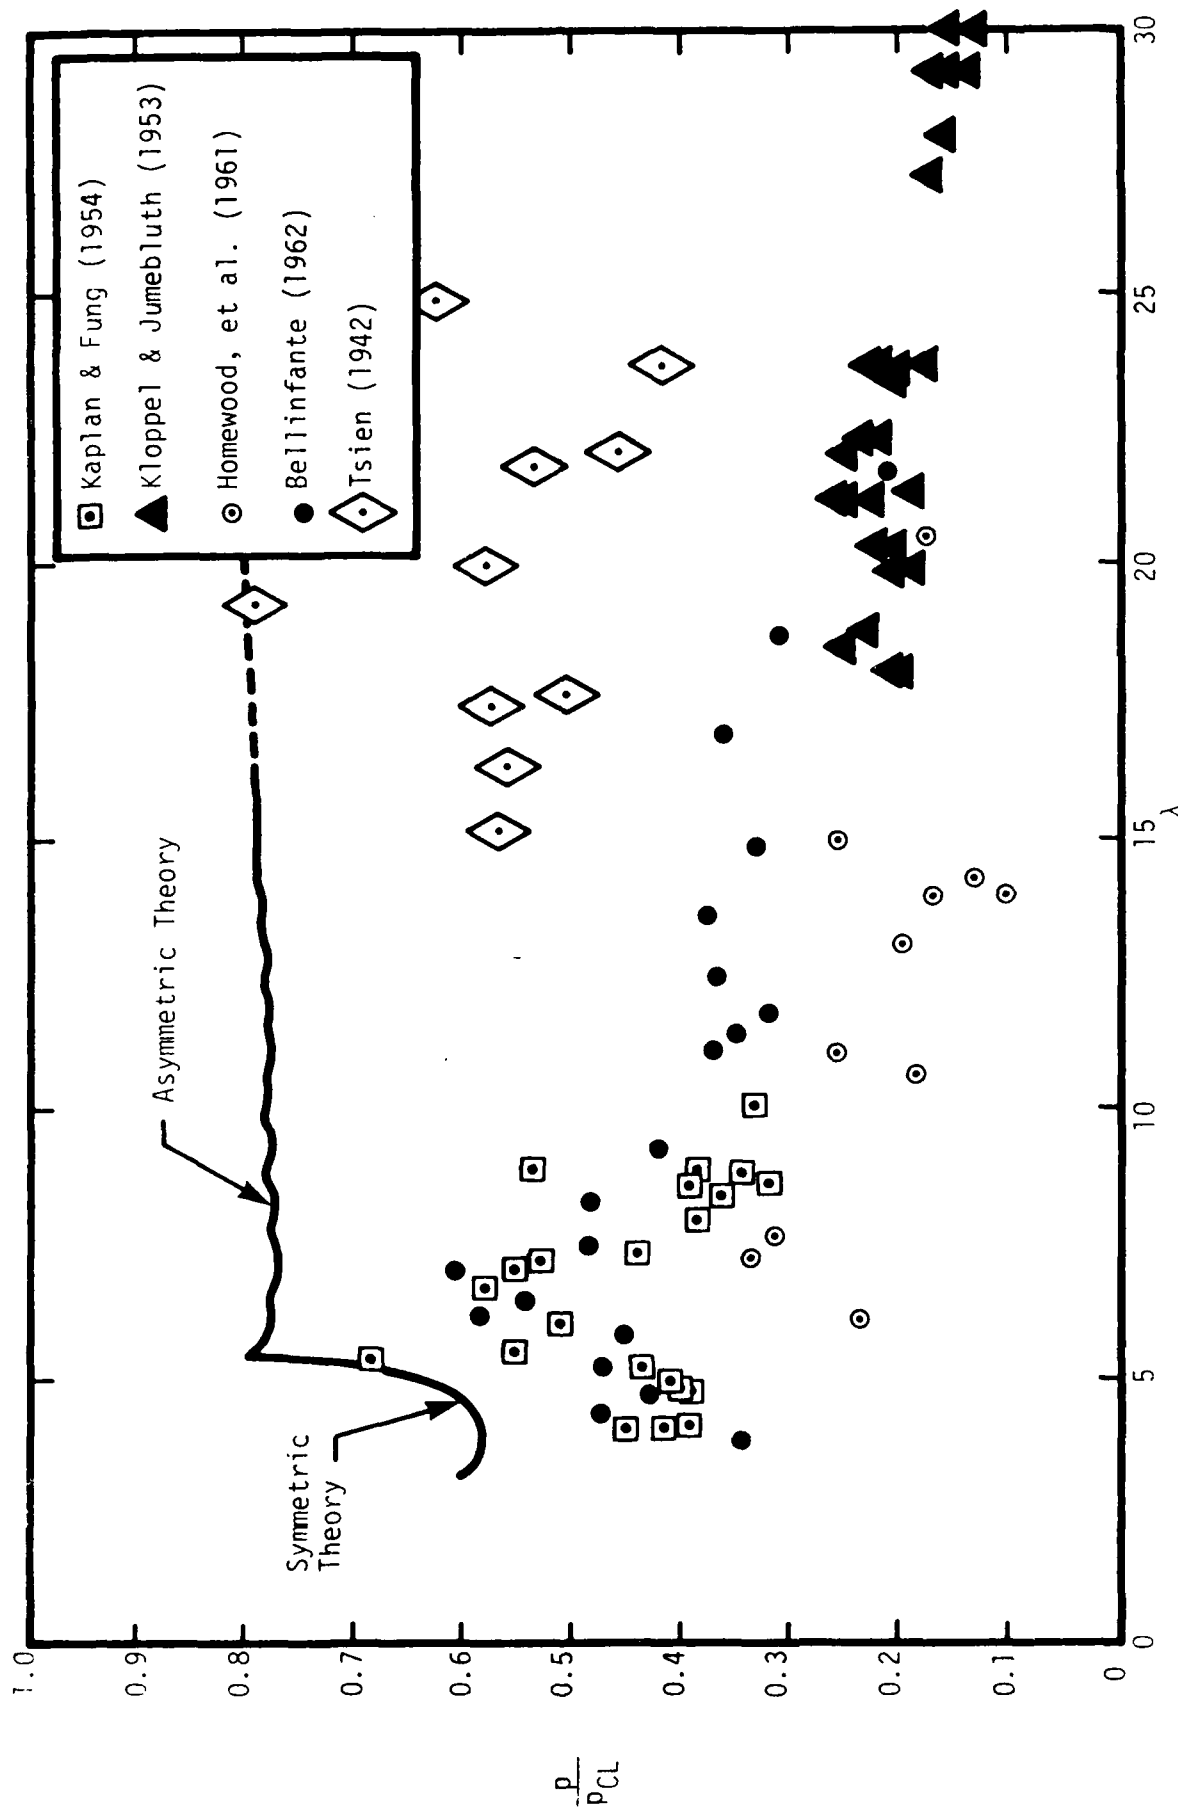 1.0
0.9
0.8
0.7
0.6
0.5
0.4
0.3
0.2
0.1
0
p
pCL
Symmetric
Theory
Asymmetric Theory
Kaplan & Fung (1954)
Kloppel & Jumebluth (1953)
Homewood, et al. (1961)
Bellinfante (1962)
Tsien (1942)
0
5
10
15
20
25
30
λ